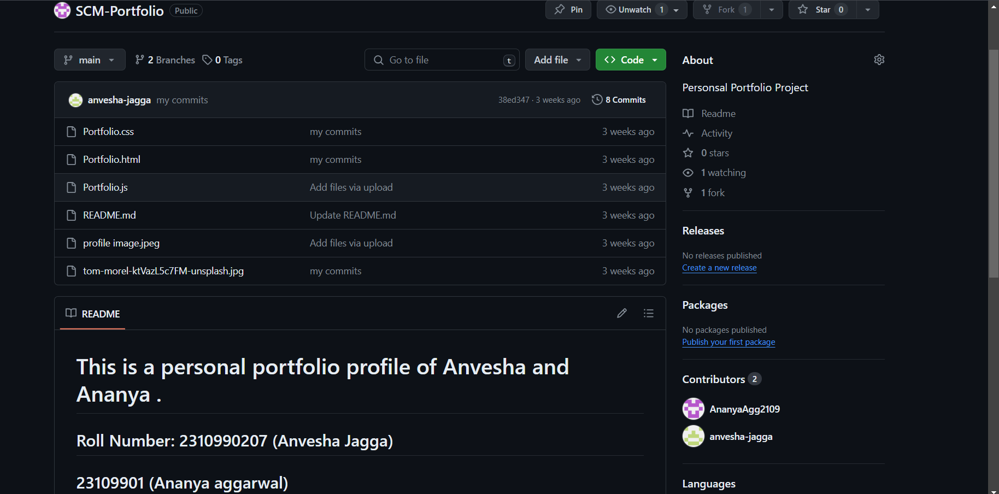 SCM-Portfolio Public Pin Unwatch 1 Fork 1 Star 0
main 2 Branches 0 Tags Go to file t Add file Code
anvesha-jagga my commits 38ed347 · 3 weeks ago 8 Commits
Portfolio.css my commits 3 weeks ago
Portfolio.html my commits 3 weeks ago
Portfolio.js Add files via upload 3 weeks ago
README.md Update README.md 3 weeks ago
profile image.jpeg Add files via upload 3 weeks ago
tom-morel-ktVazL5c7FM-unsplash.jpg my commits 3 weeks ago
README
This is a personal portfolio profile of Anvesha and
Ananya .
Roll Number: 2310990207 (Anvesha Jagga)
23109901 (Ananya aggarwal)
About
Personsal Portfolio Project
Readme
Activity
0 stars
1 watching
1 fork
Releases
No releases published
Create a new release
Packages
No packages published
Publish your first package
Contributors 2
AnanyaAgg2109
anvesha-jagga
Languages